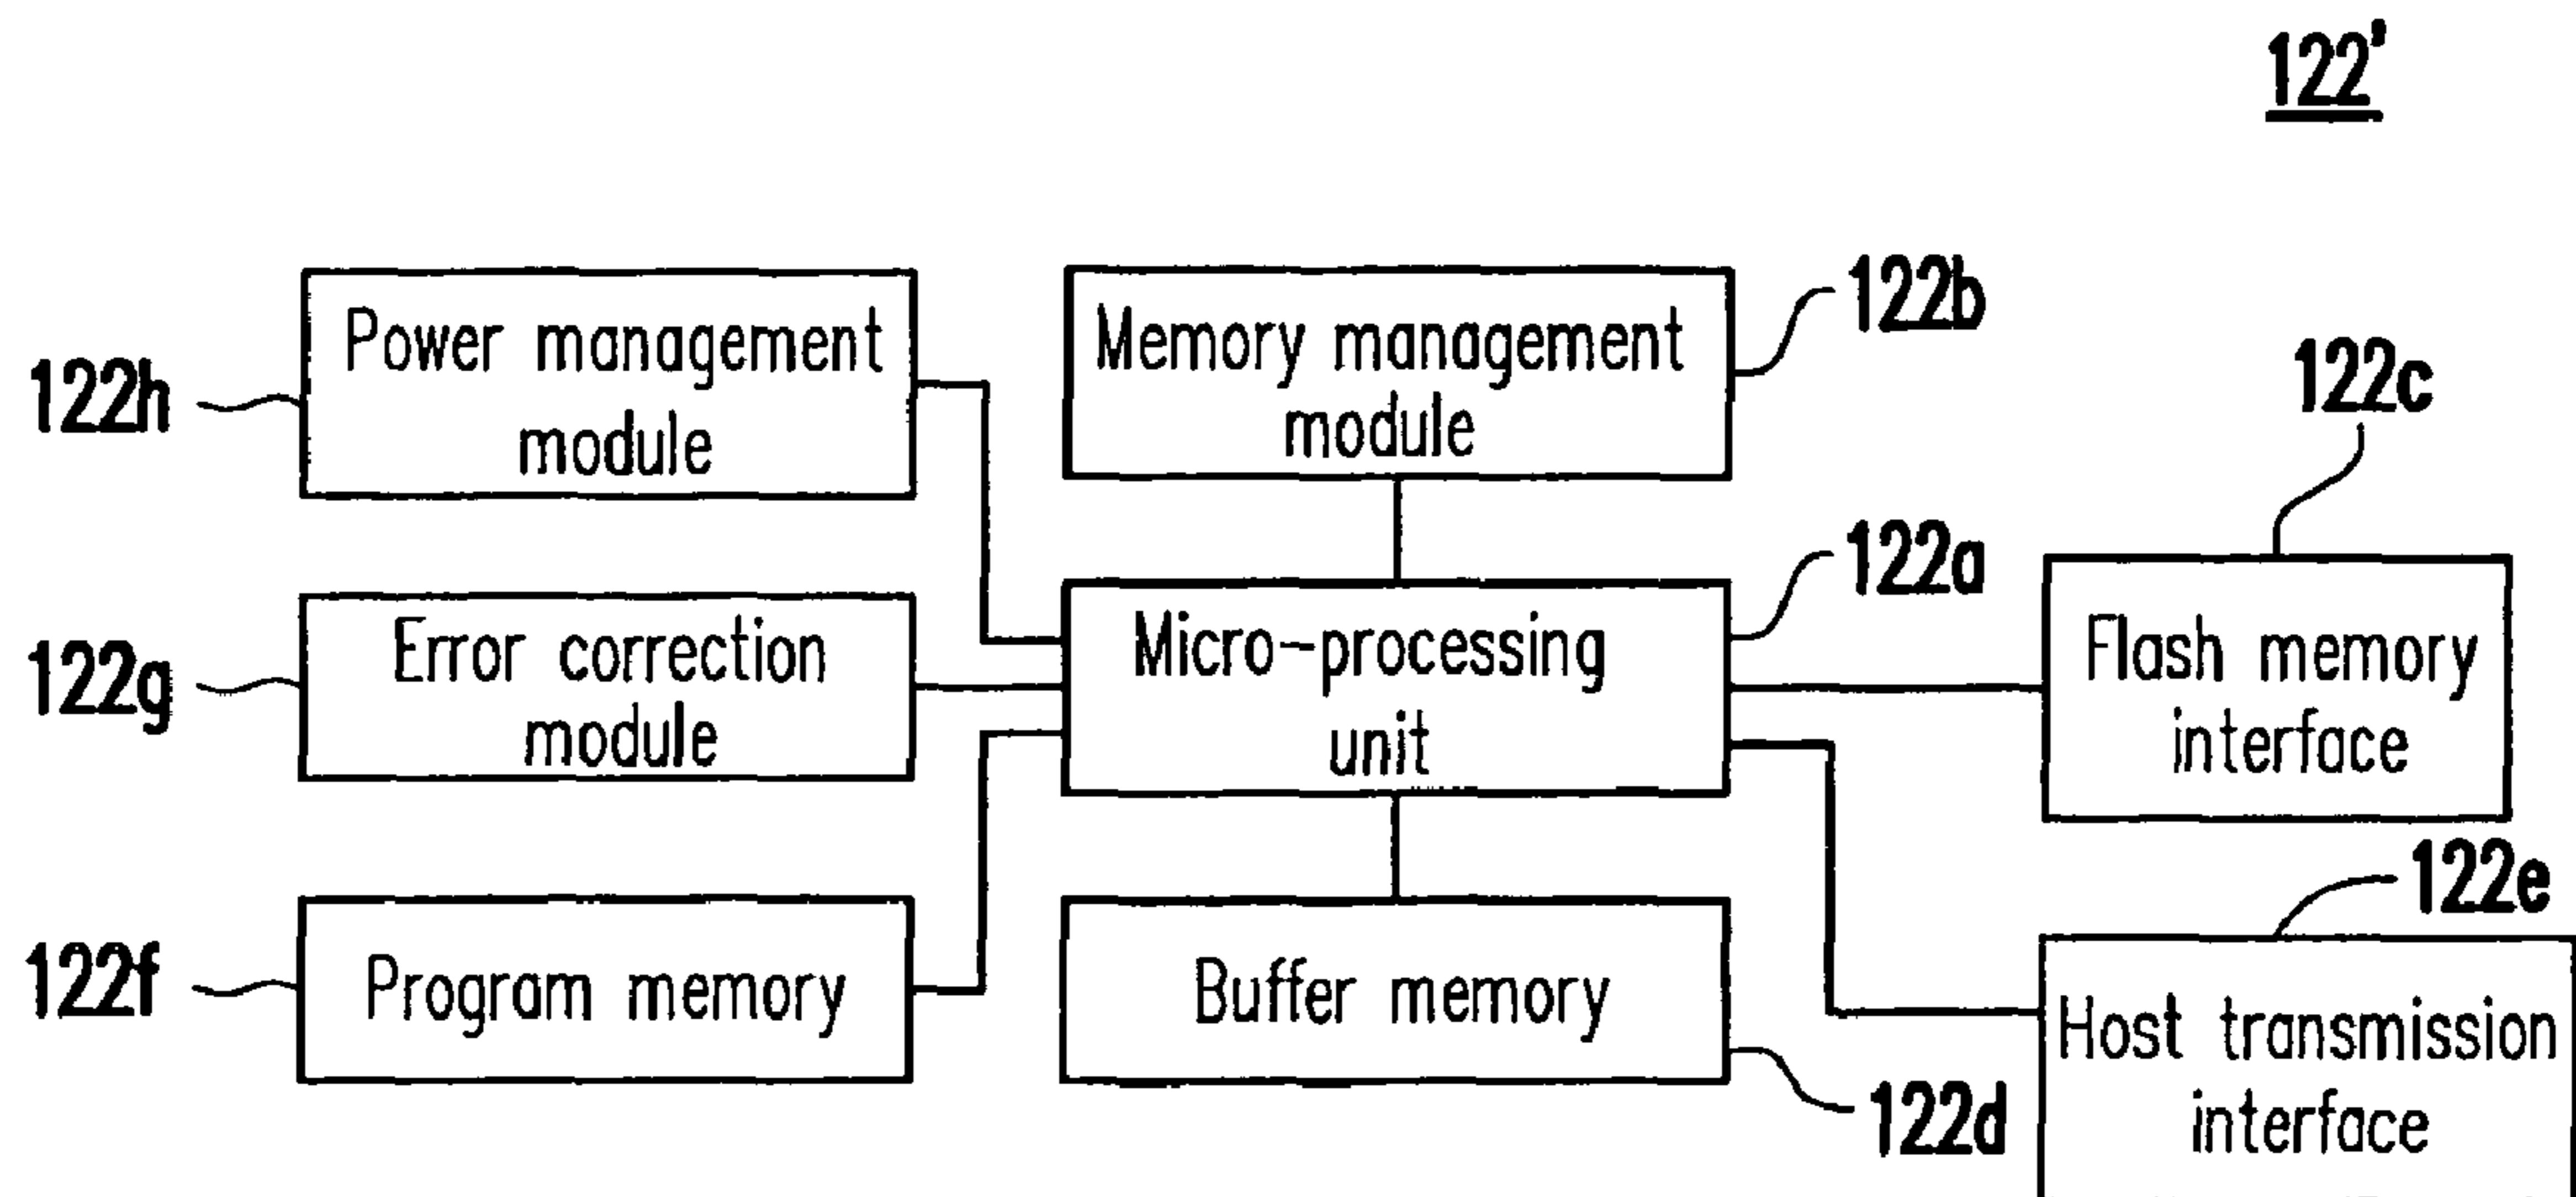 122'
Power management
module
122h
Memory management
module
122b
122c
Error correction
module
122g
Micro-processing
unit
122a
Flash memory
interface
Program memory
122f
Buffer memory
122d
122e
Host transmission
interface